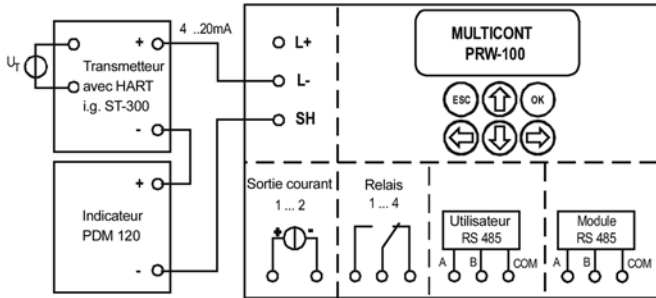 4 ..20mA
U_T
+
Transmetteur
avec HART
i.g. ST-300
-
+
Indicateur
PDM 120
-
L+
L-
SH
MULTICONT
PRW-100
ESC
OK
Sortie courant
1 ... 2
+ -
Relais
1 ... 4
Utilisateur
RS 485
A B COM
Module
RS 485
A B COM